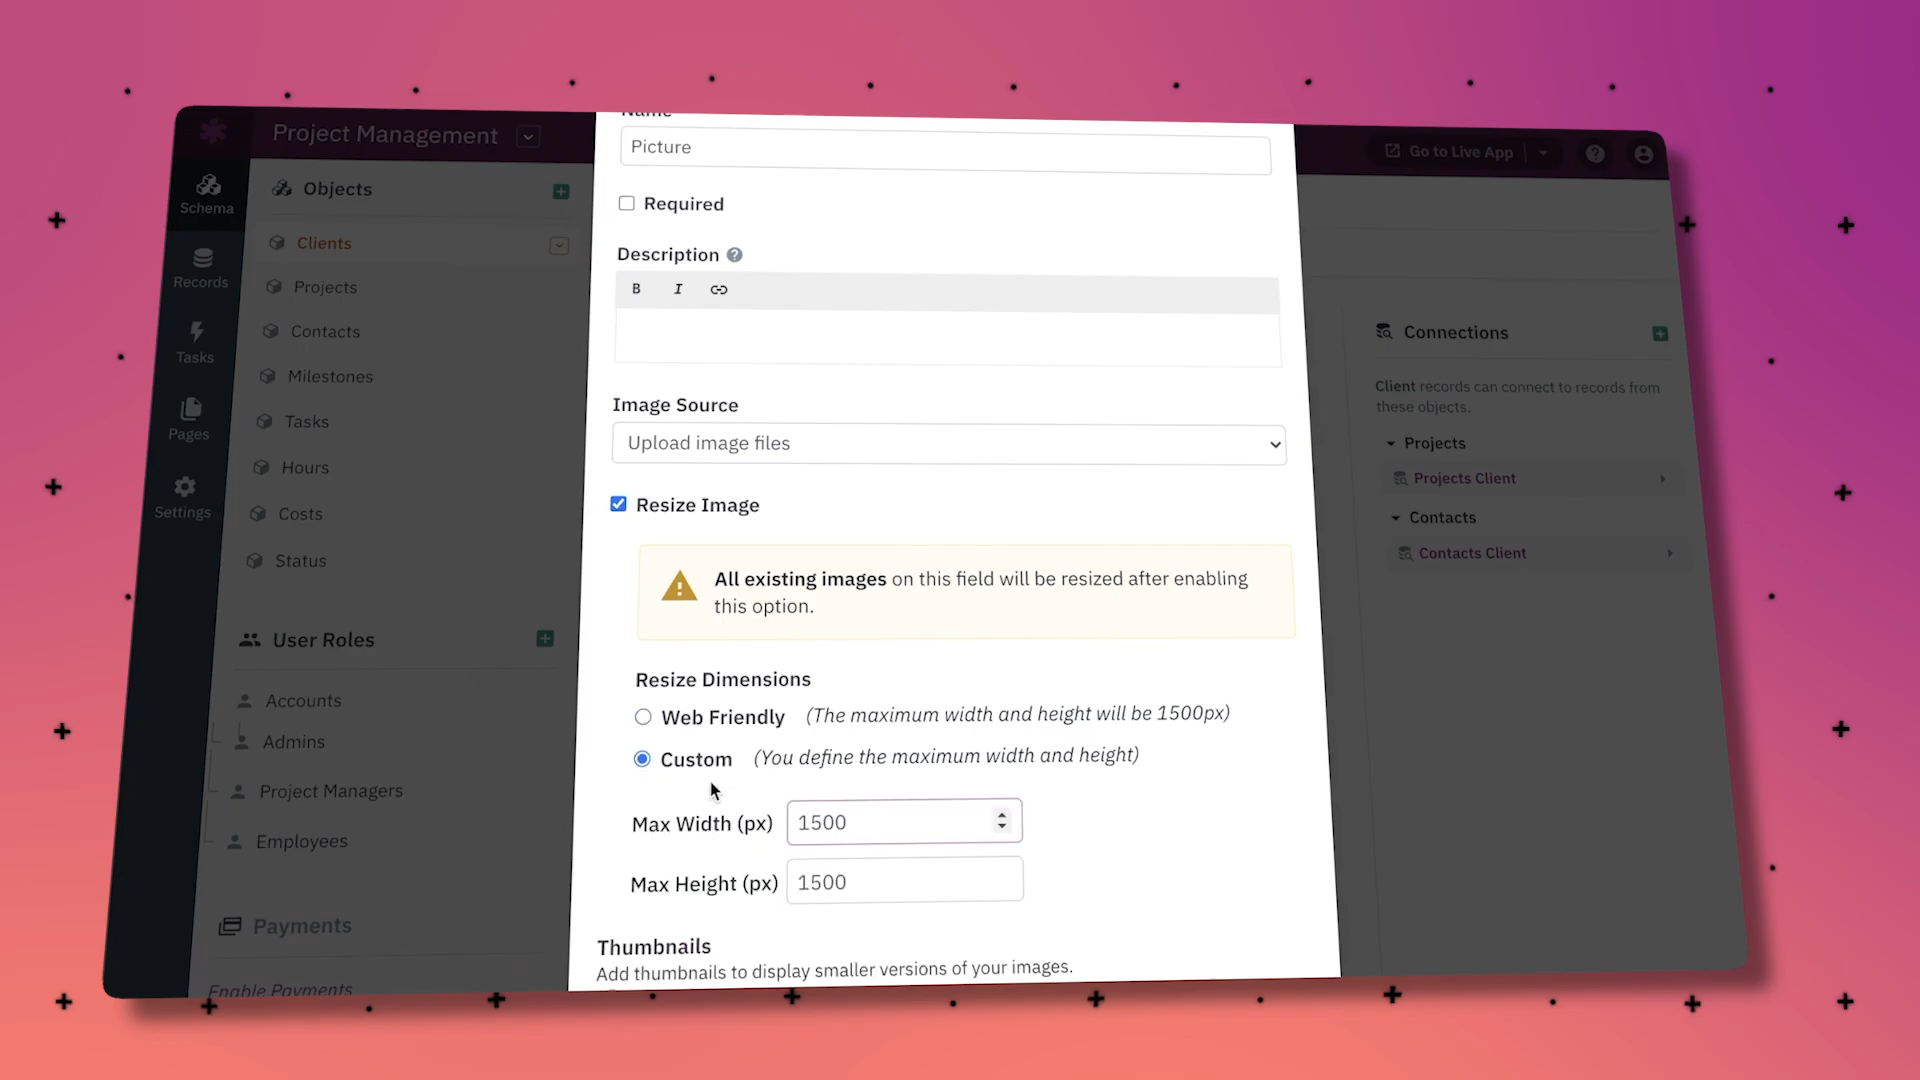 Project Management
Go to Live App
Schema
Records
Tasks
Pages
Settings
Objects
Clients
Projects
Contacts
Milestones
Tasks
Hours
Costs
Status
User Roles
Accounts
Admins
Project Managers
Employees
Payments
Enable Payments
Name
Picture
Required
Description
B I
Image Source
Upload image files
Resize Image
All existing images on this field will be resized after enabling
this option.
Resize Dimensions
Web Friendly (The maximum width and height will be 1500px)
Custom (You define the maximum width and height)
Max Width (px) 1500
Max Height (px) 1500
Thumbnails
Add thumbnails to display smaller versions of your images.
Connections
Client records can connect to records from
these objects.
Projects
Projects Client
Contacts
Contacts Client